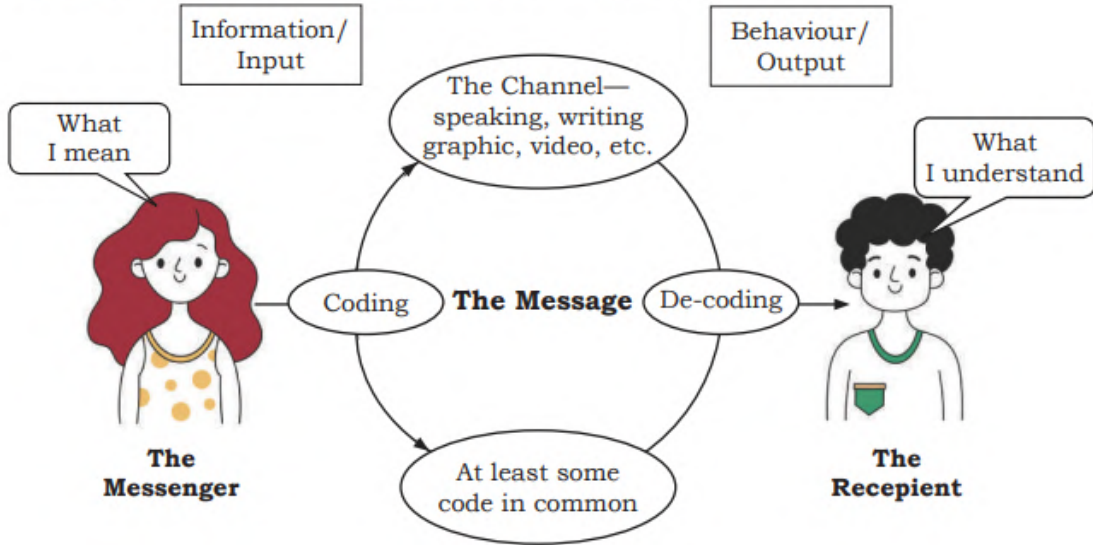 Information/
Input
Behaviour/
Output
The Channel—
speaking, writing
graphic, video, etc.
What
I mean
What
I understand
Coding
The Message
De-coding
The
Messenger
At least some
code in common
The
Recepient